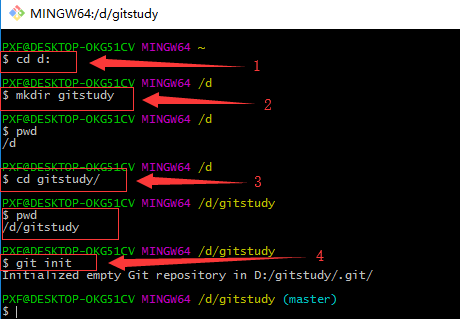 MINGW64:/d/gitstudy
PXF@DESKTOP-OKG51CV MINGW64 ~
$ cd d:
1
PXF@DESKTOP-OKG51CV MINGW64 /d
$ mkdir gitstudy
2
PXF@DESKTOP-OKG51CV MINGW64 /d
$ pwd
/d
PXF@DESKTOP-OKG51CV MINGW64 /d
$ cd gitstudy/
3
PXF@DESKTOP-OKG51CV MINGW64 /d/gitstudy
$ pwd
/d/gitstudy
PXF@DESKTOP-OKG51CV MINGW64 /d/gitstudy
$ git init
4
Initialized empty Git repository in D:/gitstudy/.git/
PXF@DESKTOP-OKG51CV MINGW64 /d/gitstudy (master)
$